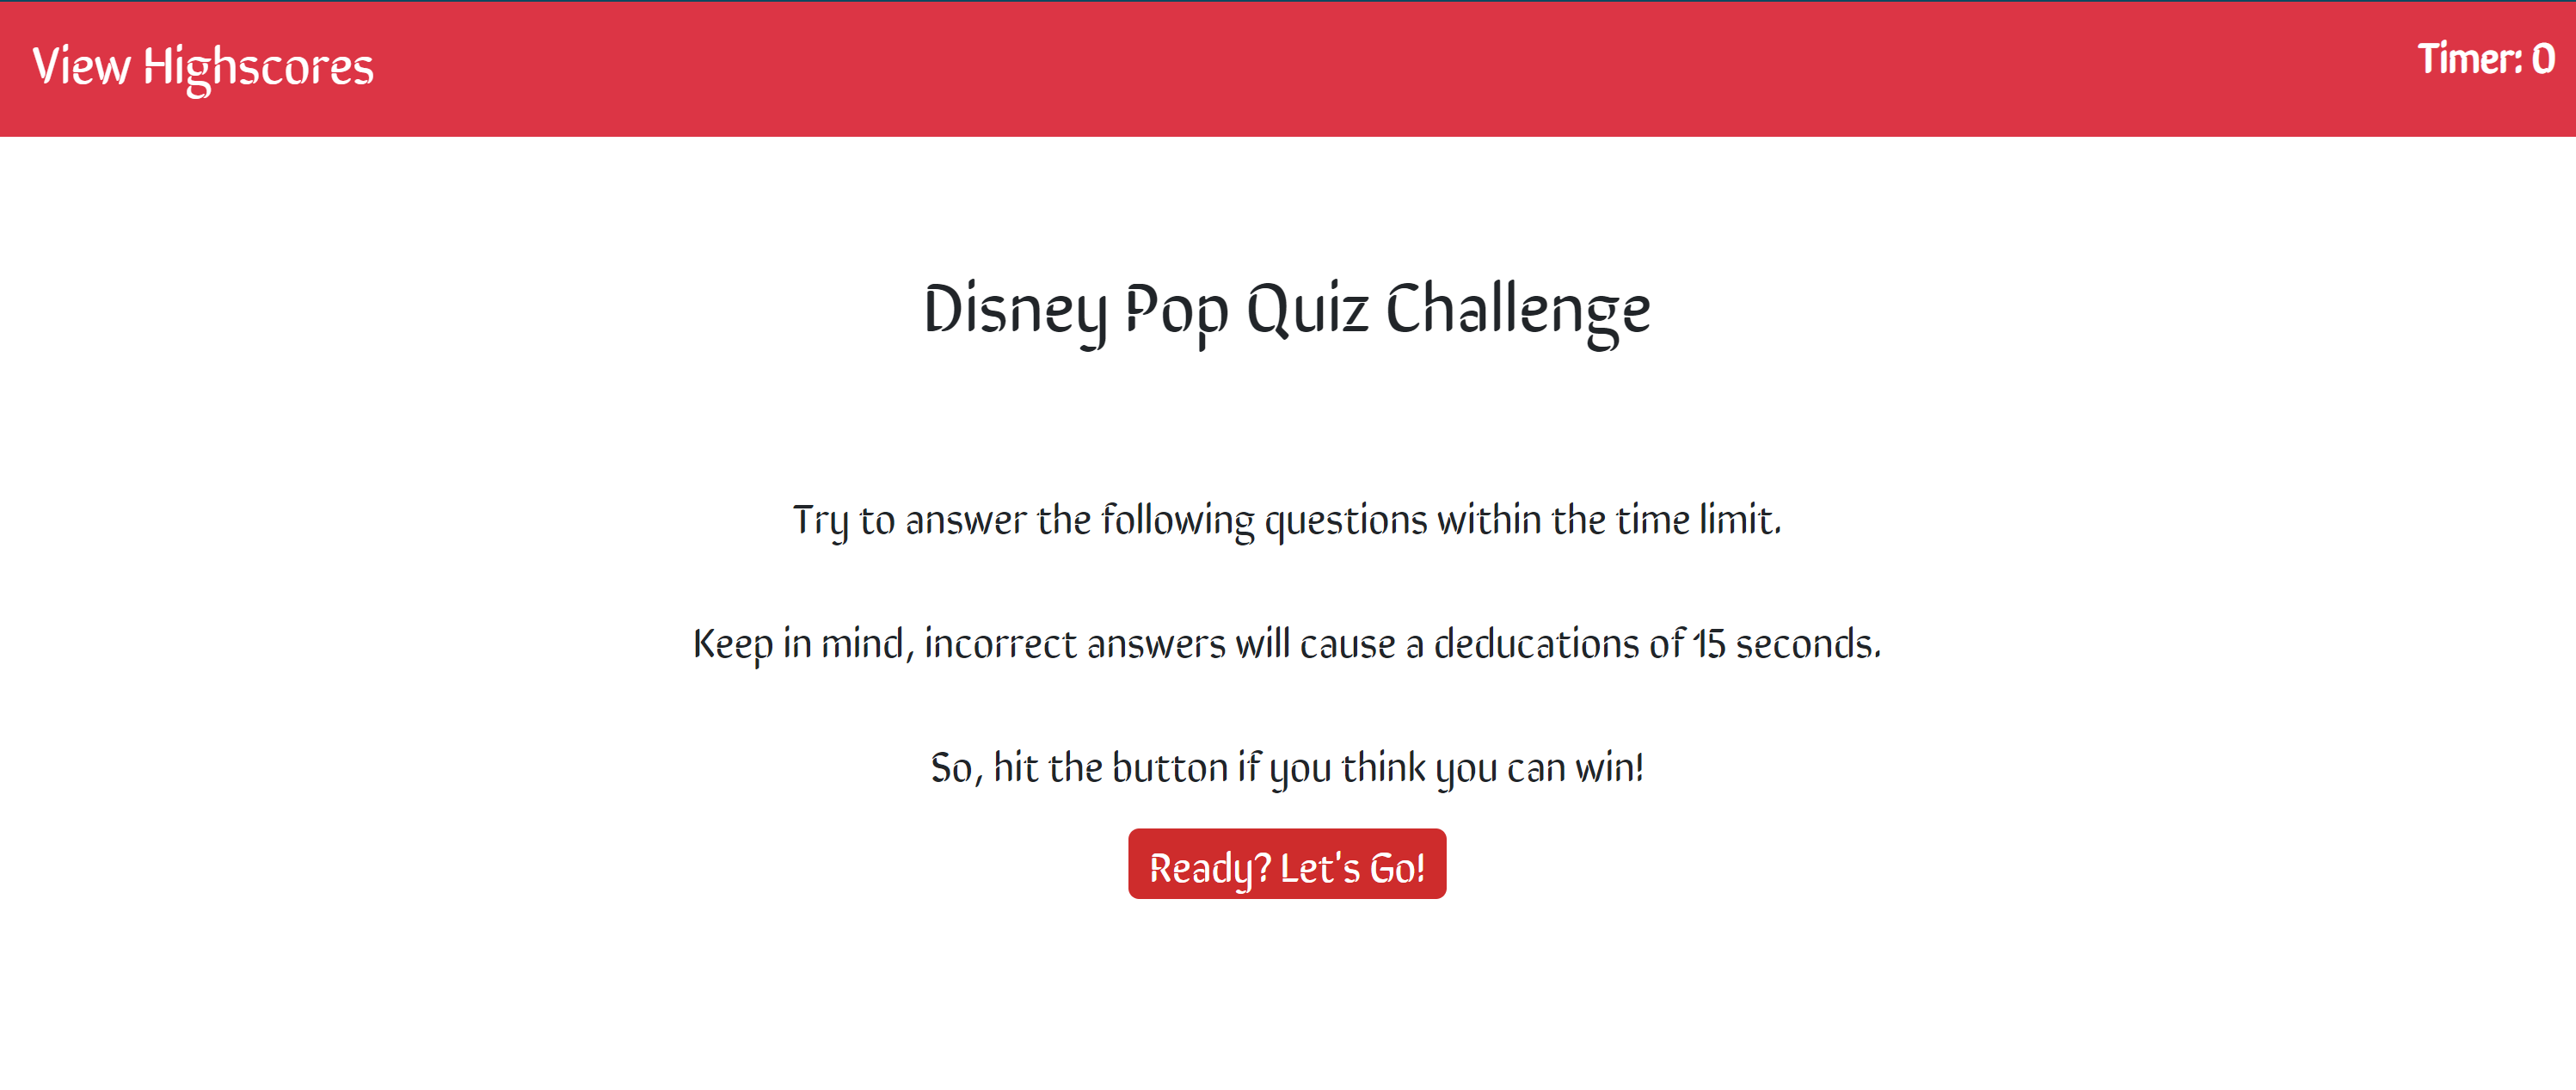 View Highscores
Timer: 0
Disney Pop Quiz Challenge
Try to answer the following questions within the time limit.
Keep in mind, incorrect answers will cause a deducations of 15 seconds.
So, hit the button if you think you can win!
Ready? Let's Go!